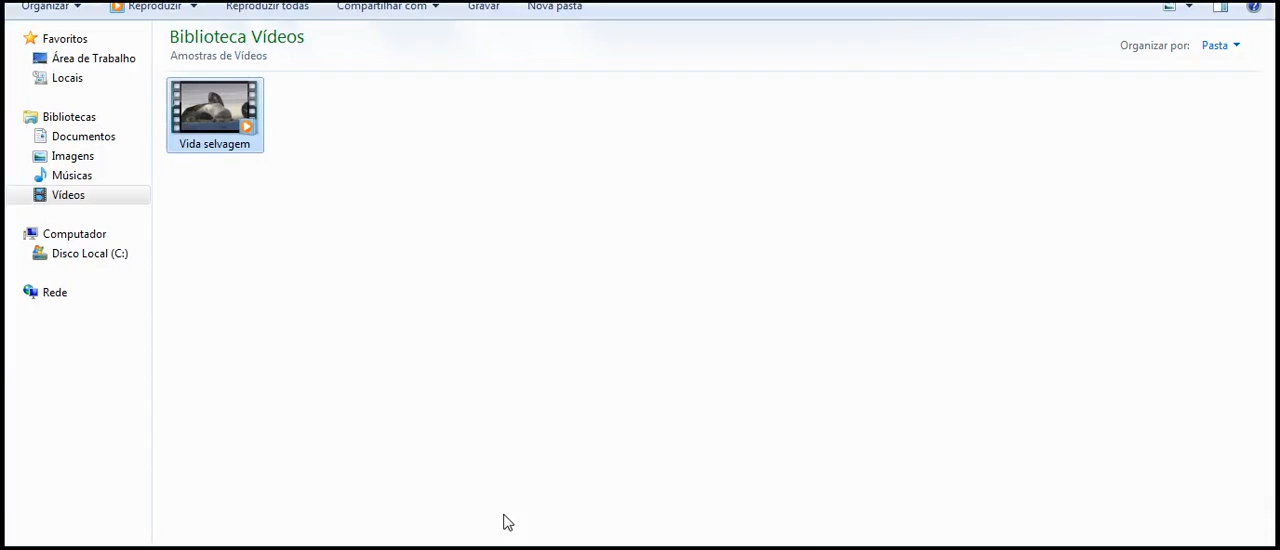 Organizar
Reproduzir
Reproduzir todas
Compartilhar com
Gravar
Nova pasta
Favoritos
Área de Trabalho
Locais
Bibliotecas
Documentos
Imagens
Músicas
Vídeos
Computador
Disco Local (C:)
Rede
Biblioteca Vídeos
Amostras de Vídeos
Organizar por: Pasta
Vida selvagem